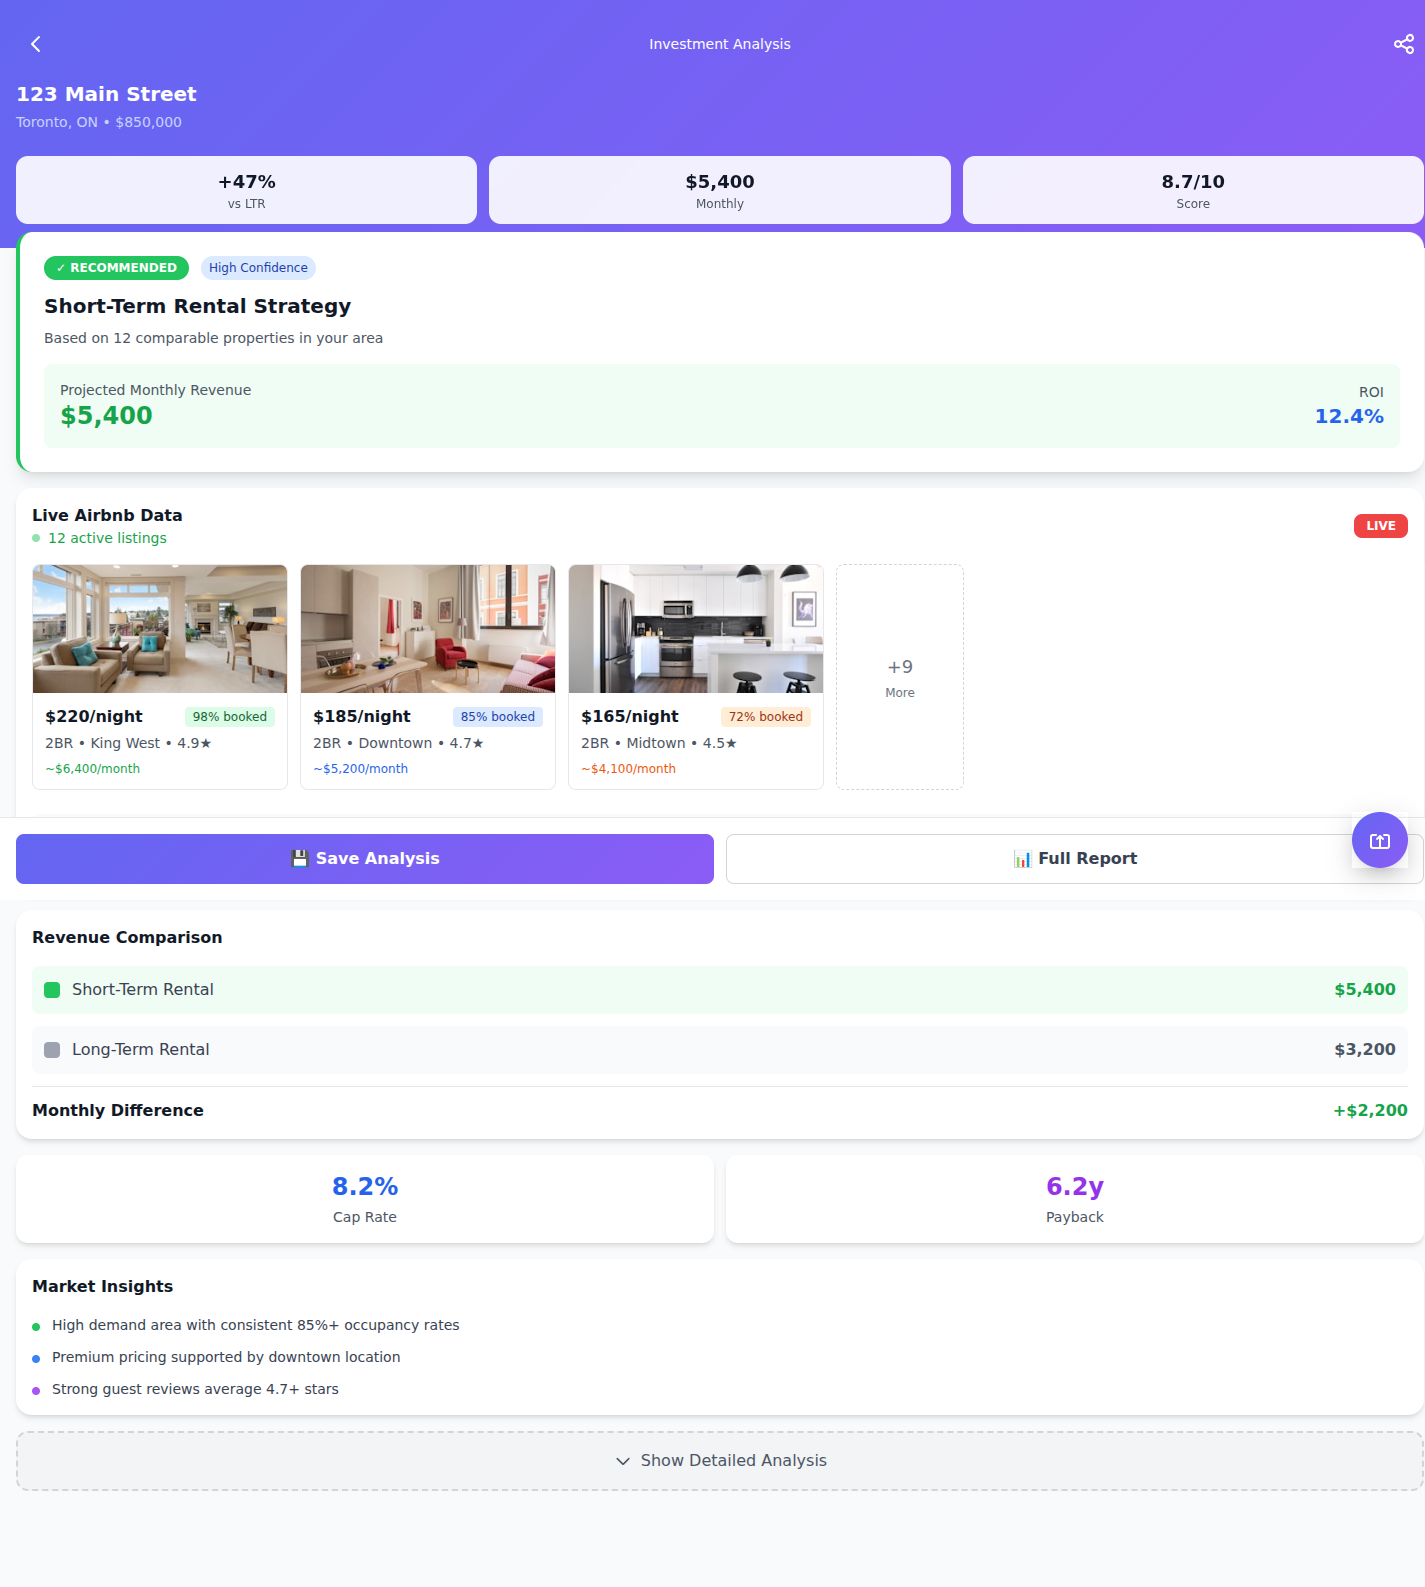 Investment Analysis
123 Main Street
Toronto, ON • $850,000
+47%
vs LTR
$5,400
Monthly
8.7/10
Score
✓ RECOMMENDED
High Confidence
Short-Term Rental Strategy
Based on 12 comparable properties in your area
Projected Monthly Revenue
$5,400
ROI
12.4%
Live Airbnb Data
12 active listings
LIVE
$220/night
98% booked
2BR • King West • 4.9★
~$6,400/month
$185/night
85% booked
2BR • Downtown • 4.7★
~$5,200/month
$165/night
72% booked
2BR • Midtown • 4.5★
~$4,100/month
+9
More
💾 Save Analysis
📊 Full Report
Revenue Comparison
Short-Term Rental
$5,400
Long-Term Rental
$3,200
Monthly Difference
+$2,200
8.2%
Cap Rate
6.2y
Payback
Market Insights
High demand area with consistent 85%+ occupancy rates
Premium pricing supported by downtown location
Strong guest reviews average 4.7+ stars
Show Detailed Analysis